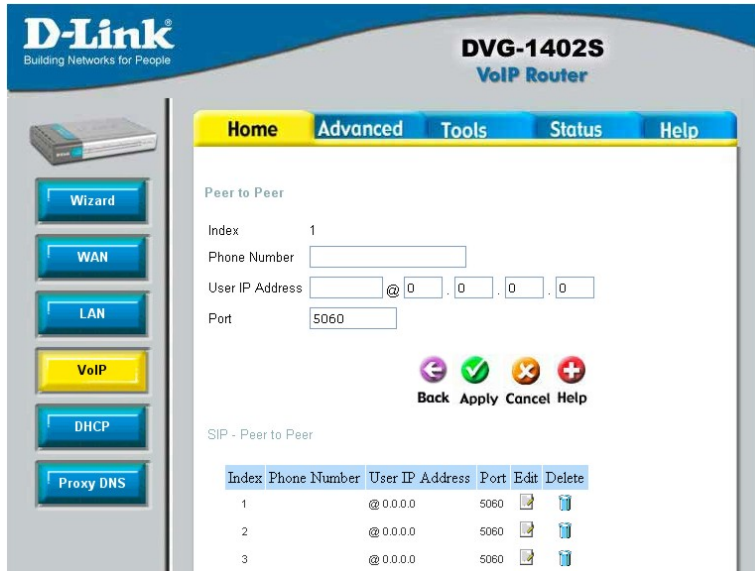 D-Link®
Building Networks for People
DVG-1402S
VoIP Router
Home Advanced Tools Status Help
Wizard
WAN
LAN
VoIP
DHCP
Proxy DNS
Peer to Peer
Index 1
Phone Number
User IP Address @ 0 . 0 . 0 . 0
Port 5060
Back Apply Cancel Help
SIP - Peer to Peer
Index Phone Number User IP Address Port Edit Delete
1 @ 0.0.0.0 5060
2 @ 0.0.0.0 5060
3 @ 0.0.0.0 5060